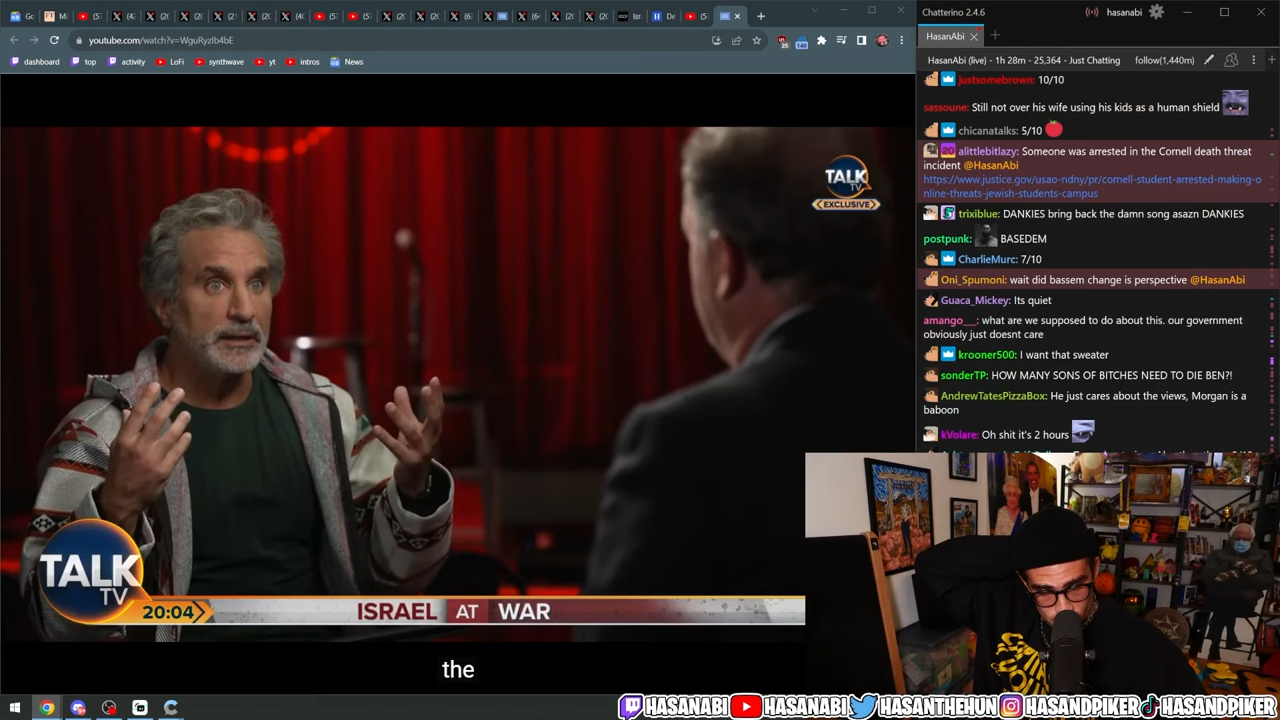 youtube.com/watch?v=WguRyzIb4bE
dashboard
top
activity
LoFi
synthwave
yt
intros
News
Chatterino 2.4.6
hasanabi
HasanAbi
HasanAbi (live) - 1h 28m - 25,364 - Just Chatting
follow(1,440m)
justsomebrown: 10/10
sassoune: Still not over his wife using his kids as a human shield
chicanatalks: 5/10
alittlebitlazy: Someone was arrested in the Cornell death threat
incident @HasanAbi
https://www.justice.gov/usao-ndny/pr/cornell-student-arrested-making-o
nline-threats-jewish-students-campus
trixiblue: DANKIES bring back the damn song asazn DANKIES
postpunk: BASEDEM
CharlieMurc: 7/10
Oni_Spumoni: wait did bassem change is perspective @HasanAbi
Guaca_Mickey: Its quiet
amango___: what are we supposed to do about this. our government
obviously just doesnt care
krooner500: I want that sweater
sonderTP: HOW MANY SONS OF BITCHES NEED TO DIE BEN?!
AndrewTatesPizzaBox: He just cares about the views, Morgan is a
baboon
kVolare: Oh shit it's 2 hours
TALK
TV
EXCLUSIVE
TALK
TV
20:04
ISRAEL AT WAR
the
HASANABI
HASANABI
HASANTHEHUN
HASANDPIKER
HASANDPIKER